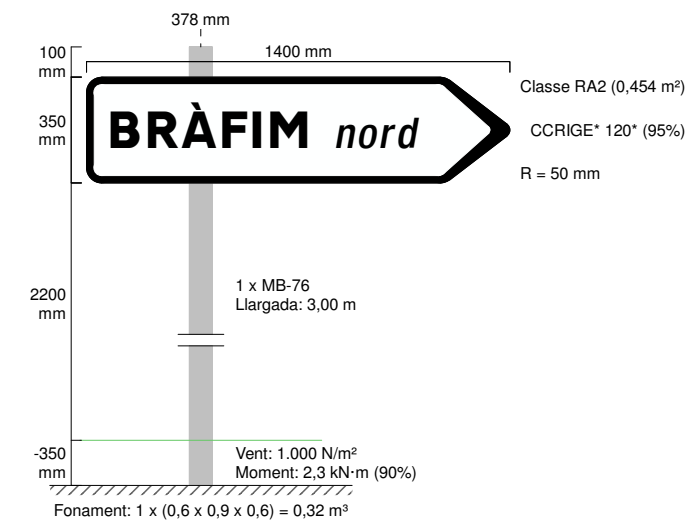 378 mm
100
mm
1400 mm
Classe RA2 (0,454 m²)
350
mm
BRÀFIM nord
CCRIGE* 120* (95%)
R = 50 mm
2200
mm
1 x MB-76
Llargada: 3,00 m
-350
mm
Vent: 1.000 N/m²
Moment: 2,3 kN·m (90%)
Fonament: 1 x (0,6 x 0,9 x 0,6) = 0,32 m³